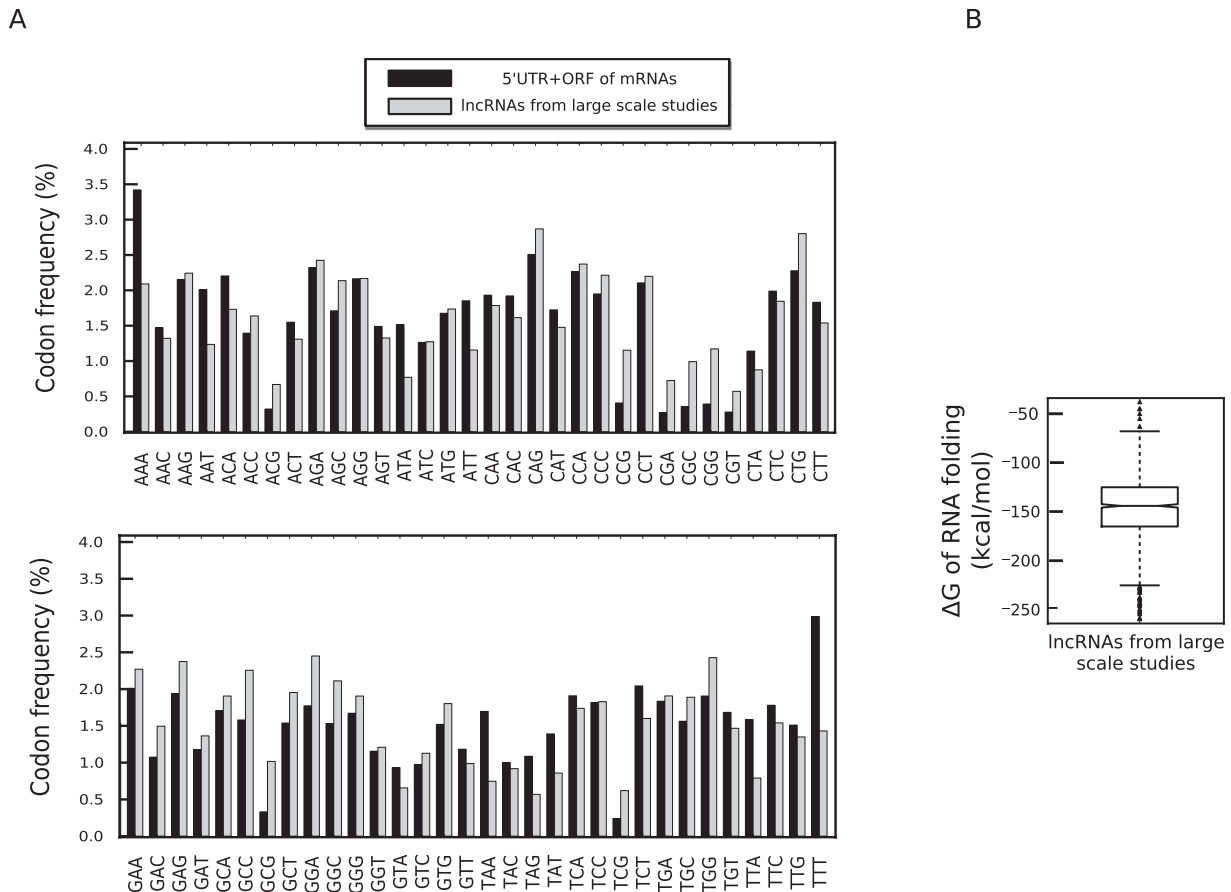 A
B
5'UTR+ORF of mRNAs
lncRNAs from large scale studies
Codon frequency (%)
4.0
3.5
3.0
2.5
2.0
1.5
1.0
0.5
0.0
AAA AAC AAG AAT ACA ACC ACG ACT AGA AGC AGG AGT ATA ATC ATG ATT CAA CAC CAG CAT CCA CCC CCG CCT CGA CGC CGG CGT CTA CTC CTG CTT
Codon frequency (%)
4.0
3.5
3.0
2.5
2.0
1.5
1.0
0.5
0.0
GAA GAC GAG GAT GCA GCC GCG GCT GGA GGC GGG GGT GTA GTC GTG GTT TAA TAC TAG TAT TCA TCC TCG TCT TGA TGC TGG TGT TTA TTC TTG TTT
ΔG of RNA folding
(kcal/mol)
−50
−100
−150
−200
−250
lncRNAs from large
scale studies